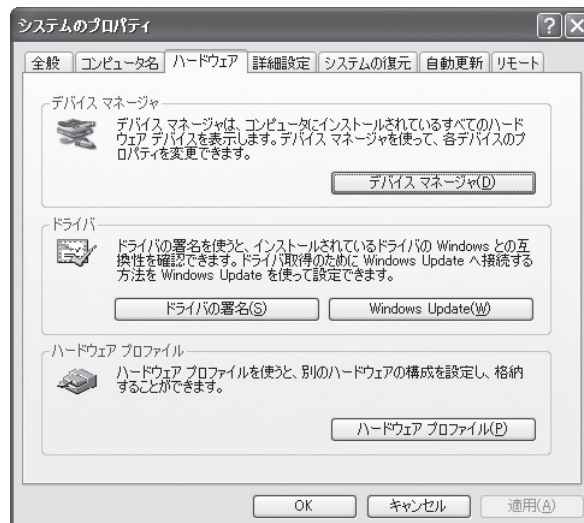 システムのプロパティ
全般 コンピュータ名 ハードウェア 詳細設定 システムの復元 自動更新 リモート
デバイス マネージャ
デバイス マネージャは、コンピュータにインストールされているすべてのハード
ウェア デバイスを表示します。デバイス マネージャを使って、各デバイスのプ
ロパティを変更できます。
デバイス マネージャ(D)
ドライバ
ドライバの署名を使うと、インストールされているドライバの Windows との互
換性を確認できます。ドライバ取得のために Windows Update へ接続する
方法を Windows Update を使って設定できます。
ドライバの署名(S) Windows Update(W)
ハードウェア プロファイル
ハードウェア プロファイルを使うと、別のハードウェアの構成を設定し、格納
することができます。
ハードウェア プロファイル(P)
OK キャンセル 適用(A)